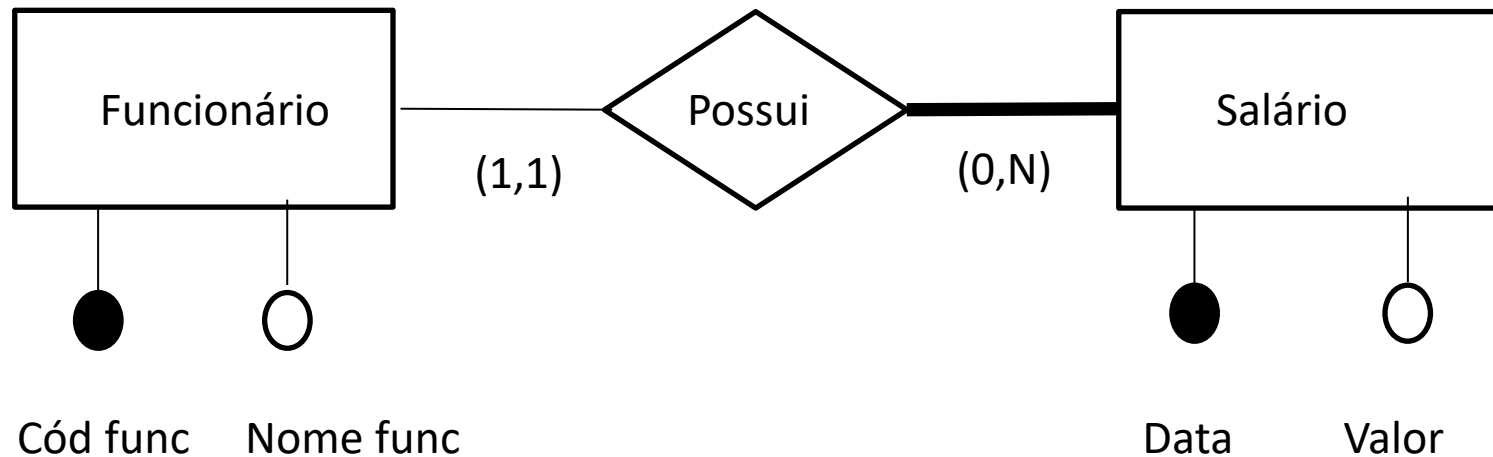 Funcionário
Possui
Salário
(1,1)
(0,N)
Cód func
Nome func
Data
Valor